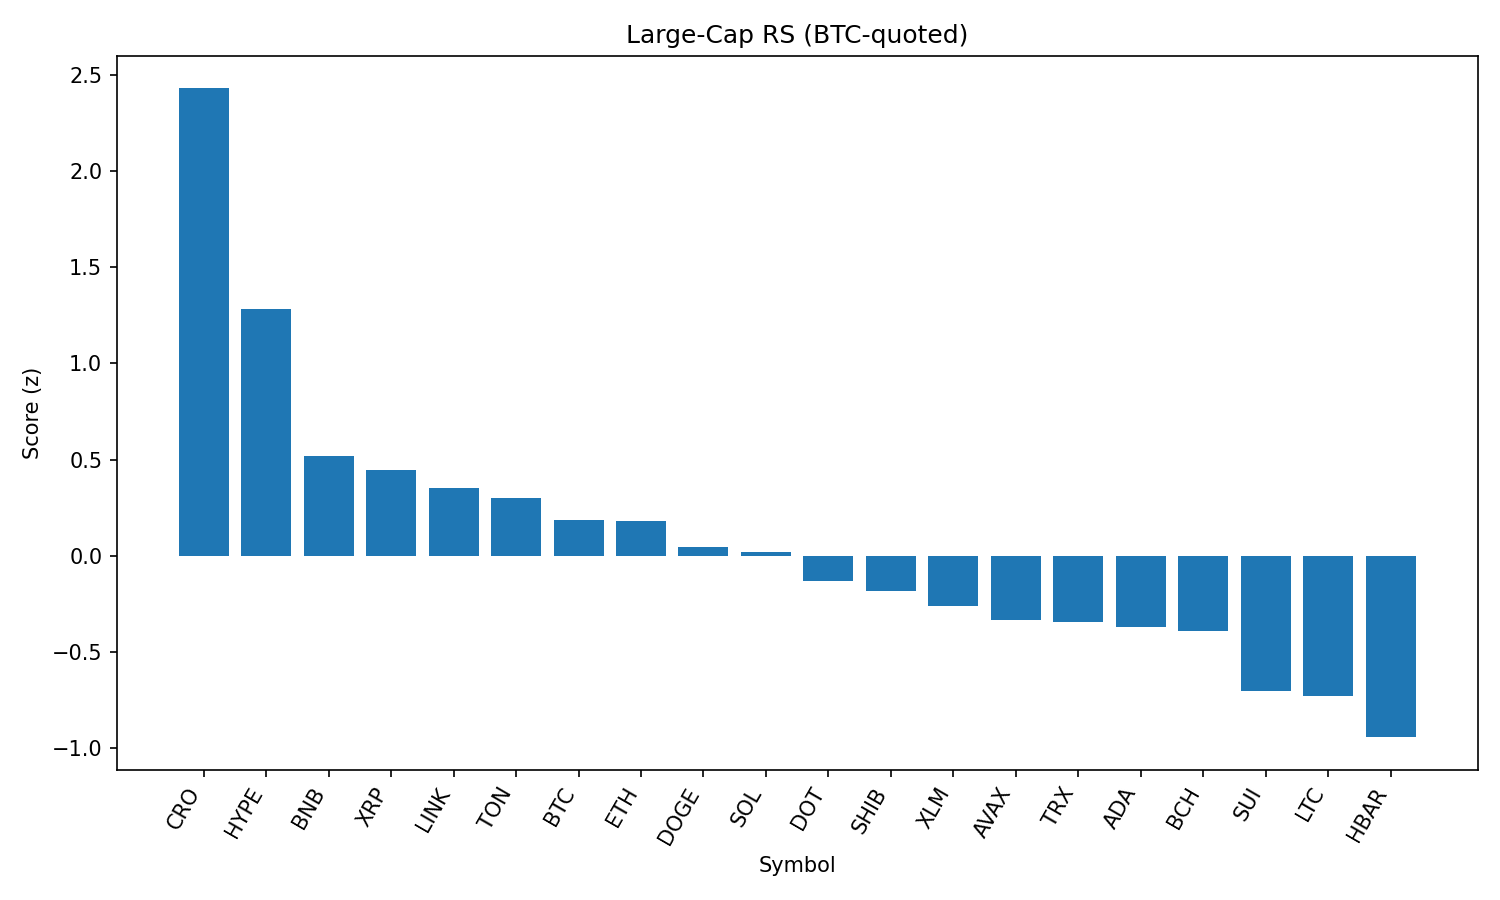 Large-Cap RS (BTC-quoted)
Score (z)
2.5
2.0
1.5
1.0
0.5
0.0
−0.5
−1.0
CRO
HYPE
BNB
XRP
LINK
TON
BTC
ETH
DOGE
SOL
DOT
SHIB
XLM
AVAX
TRX
ADA
BCH
SUI
LTC
HBAR
Symbol